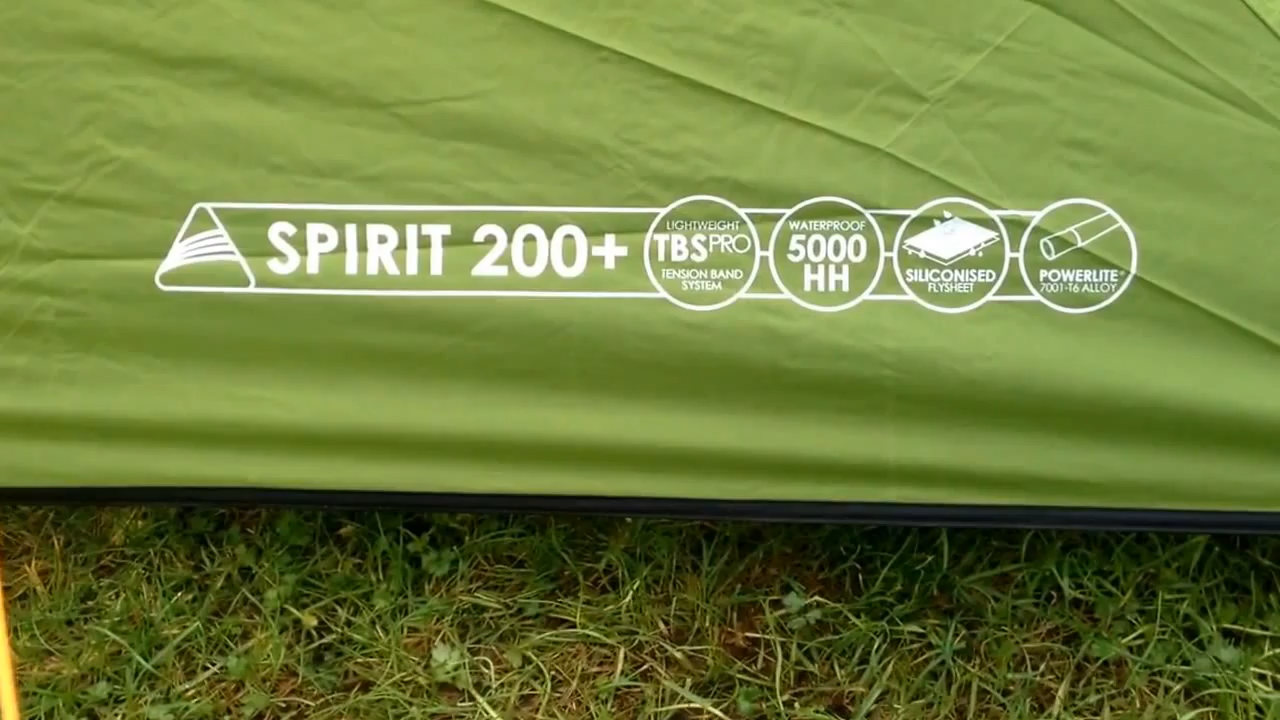 SPIRIT 200+
LIGHTWEIGHT
TBS PRO
TENSION BAND
SYSTEM
WATERPROOF
5000
HH
SILICONISED
FLYSHEET
POWERLITE®
7001-T6 ALLOY